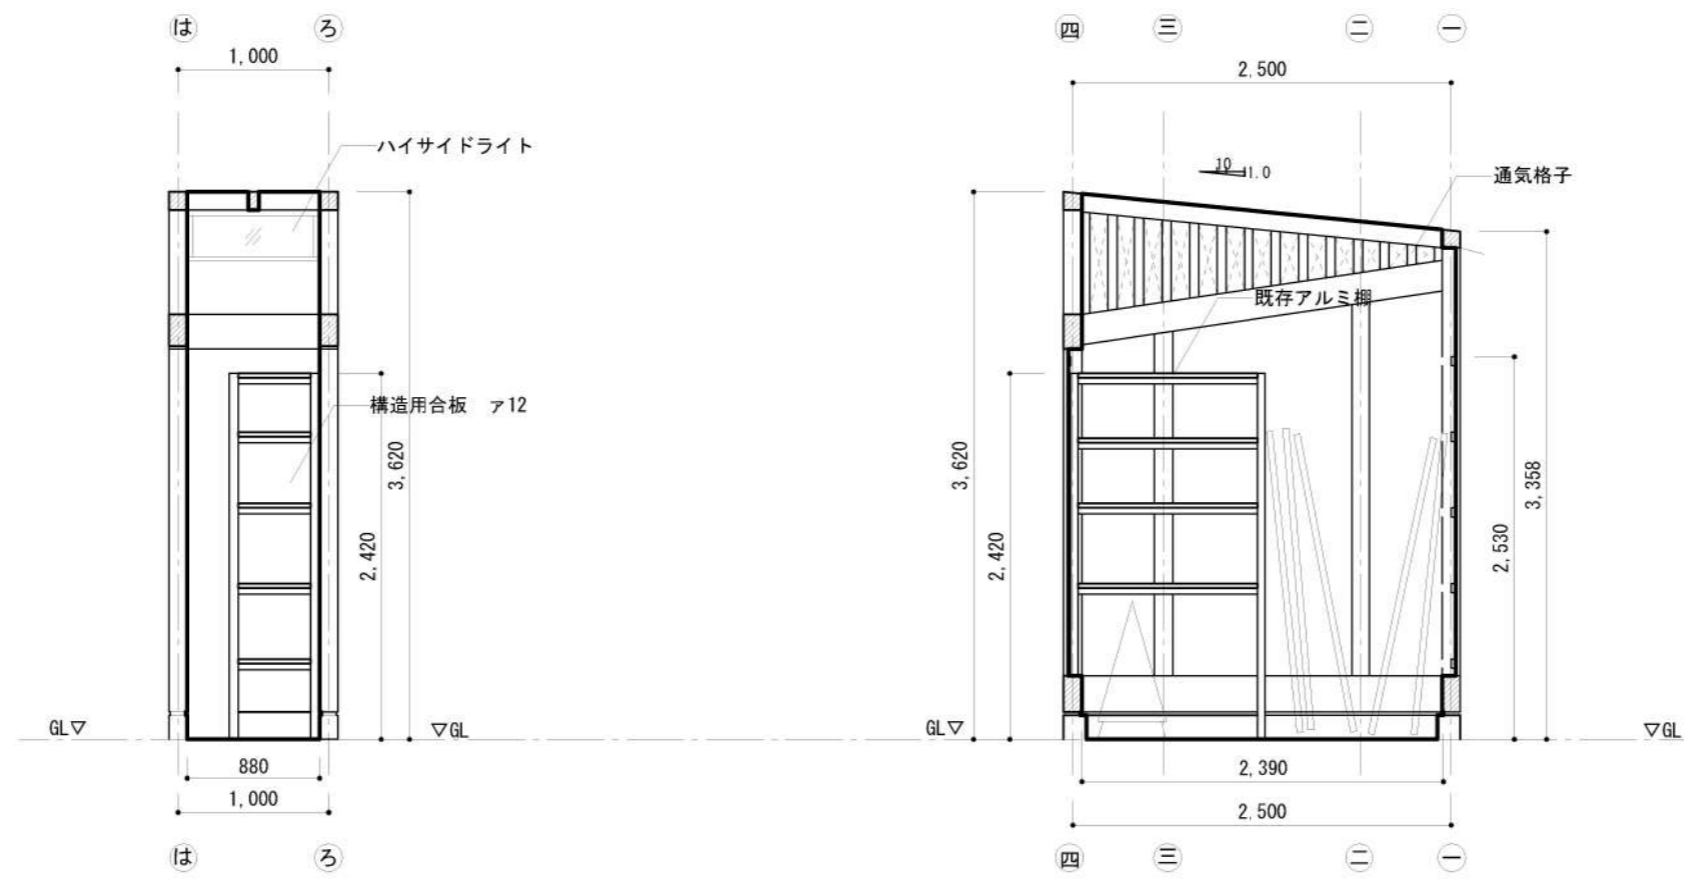 は ろ
1,000
ハイサイドライト
構造用合板 ァ12
3,620
2,420
GL▽
▽GL
880
1,000
は ろ
四 三 二 一
2,500
10
1.0
通気格子
既存アルミ棚
3,620
2,420
3,358
2,530
GL▽
▽GL
2,390
2,500
四 三 二 一